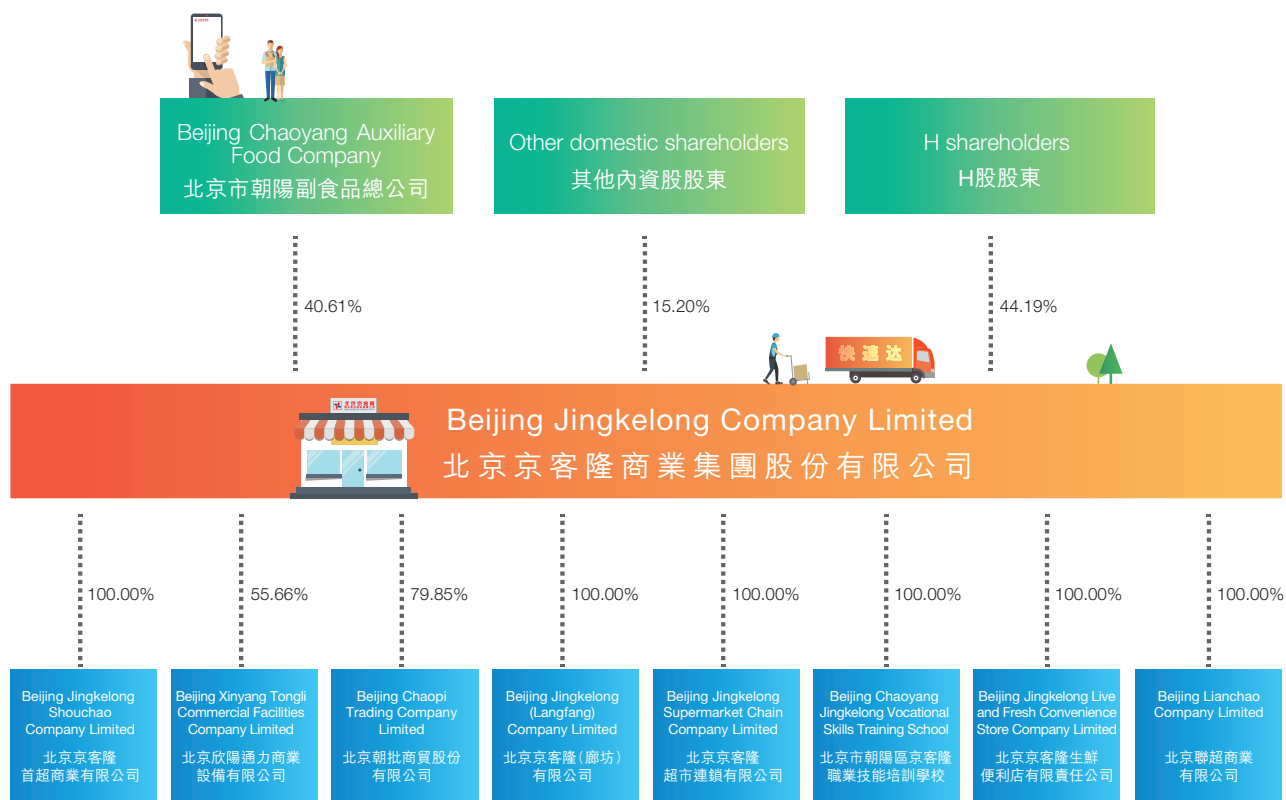 Beijing Chaoyang Auxiliary
Food Company
北京市朝陽副食品總公司
Other domestic shareholders
其他內資股股東
H shareholders
H股股東
40.61%
15.20%
44.19%
快速达
Beijing Jingkelong Company Limited
北京京客隆商業集團股份有限公司
100.00%
55.66%
79.85%
100.00%
100.00%
100.00%
100.00%
100.00%
Beijing Jingkelong
Shouchao
Company Limited
北京京客隆
首超商業有限公司
Beijing Xinyang Tongli
Commercial Facilities
Company Limited
北京欣陽通力商業
設備有限公司
Beijing Chaopi
Trading Company
Limited
北京朝批商貿股份
有限公司
Beijing Jingkelong
(Langfang)
Company Limited
北京京客隆(廊坊)
有限公司
Beijing Jingkelong
Supermarket Chain
Company Limited
北京京客隆
超市連鎖有限公司
Beijing Chaoyang
Jingkelong Vocational
Skills Training School
北京市朝陽區京客隆
職業技能培訓學校
Beijing Jingkelong Live
and Fresh Convenience
Store Company Limited
北京京客隆生鮮
便利店有限責任公司
Beijing Lianchao
Company Limited
北京聯超商業
有限公司